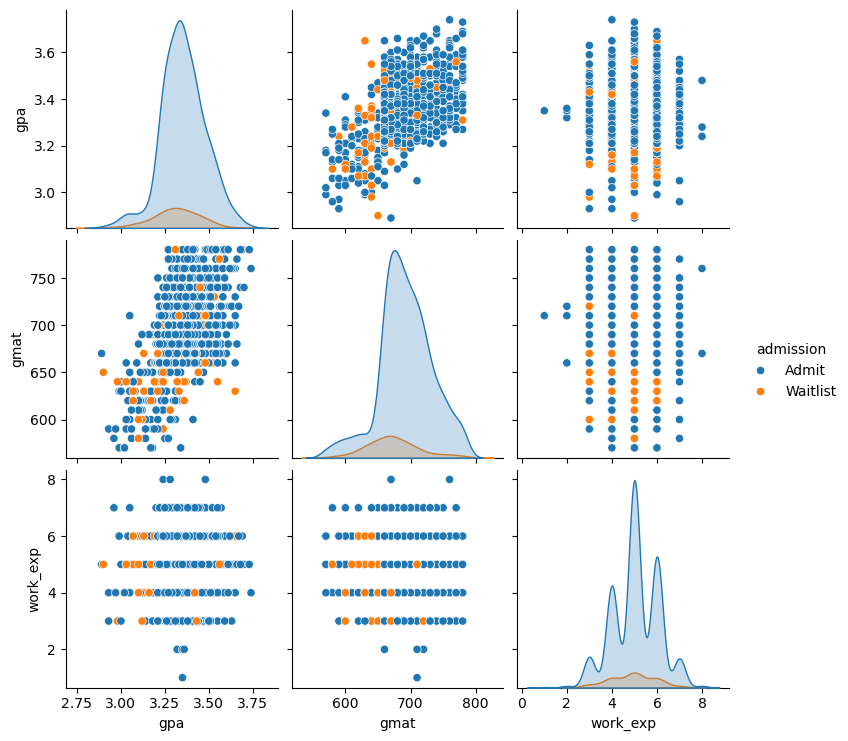 gpa
3.6
3.4
3.2
3.0
gmat
750
700
650
600
admission
Admit
Waitlist
work_exp
8
6
4
2
2.75 3.00 3.25 3.50 3.75
gpa
600 700 800
gmat
0 2 4 6 8
work_exp